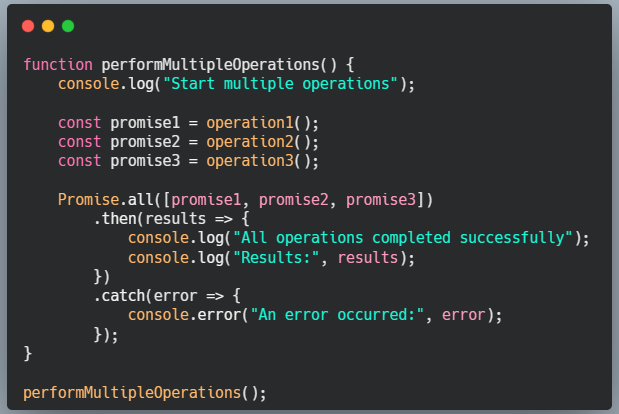 function performMultipleOperations() {
    console.log("Start multiple operations");

    const promise1 = operation1();
    const promise2 = operation2();
    const promise3 = operation3();

    Promise.all([promise1, promise2, promise3])
        .then(results => {
            console.log("All operations completed successfully");
            console.log("Results:", results);
        })
        .catch(error => {
            console.error("An error occurred:", error);
        });
}

performMultipleOperations();